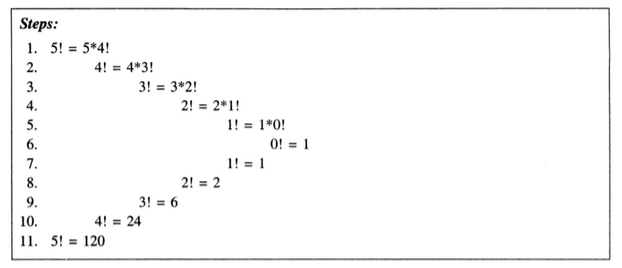 Steps:
1. 5! = 5*4!
2. 4! = 4*3!
3. 3! = 3*2!
4. 2! = 2*1!
5. 1! = 1*0!
6. 0! = 1
7. 1! = 1
8. 2! = 2
9. 3! = 6
10. 4! = 24
11. 5! = 120